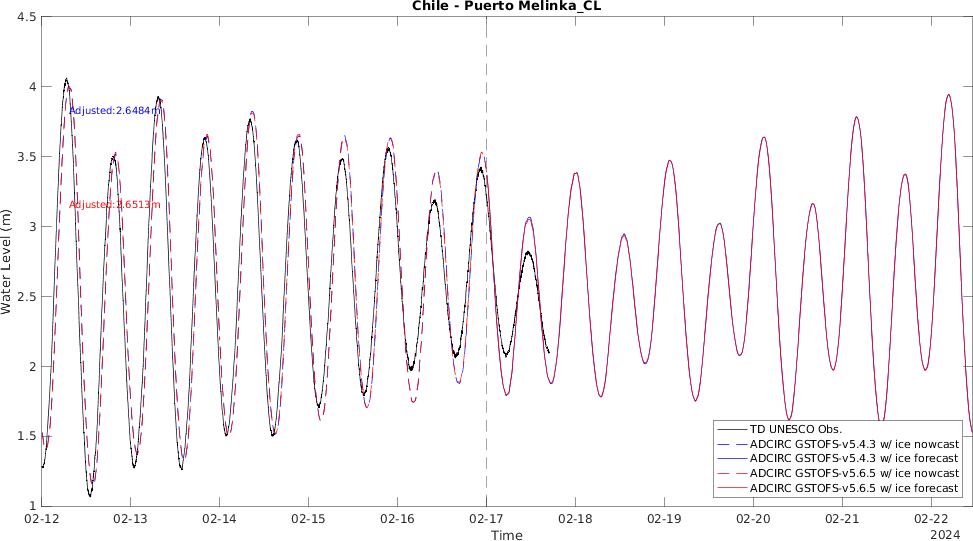 Chile - Puerto Melinka_CL
Water Level (m)
4.5
4
3.5
3
2.5
2
1.5
1
Adjusted:2.6484m
Adjusted:2.6513m
TD UNESCO Obs.
ADCIRC GSTOFS-v5.4.3 w/ ice nowcast
ADCIRC GSTOFS-v5.4.3 w/ ice forecast
ADCIRC GSTOFS-v5.6.5 w/ ice nowcast
ADCIRC GSTOFS-v5.6.5 w/ ice forecast
02-12 02-13 02-14 02-15 02-16 02-17 02-18 02-19 02-20 02-21 02-22
Time
2024